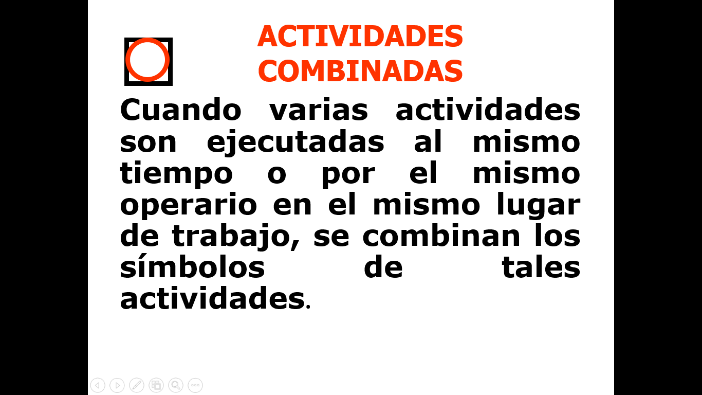 ACTIVIDADES
COMBINADAS
Cuando varias actividades
son ejecutadas al mismo
tiempo o por el mismo
operario en el mismo lugar
de trabajo, se combinan los
símbolos de tales
actividades.